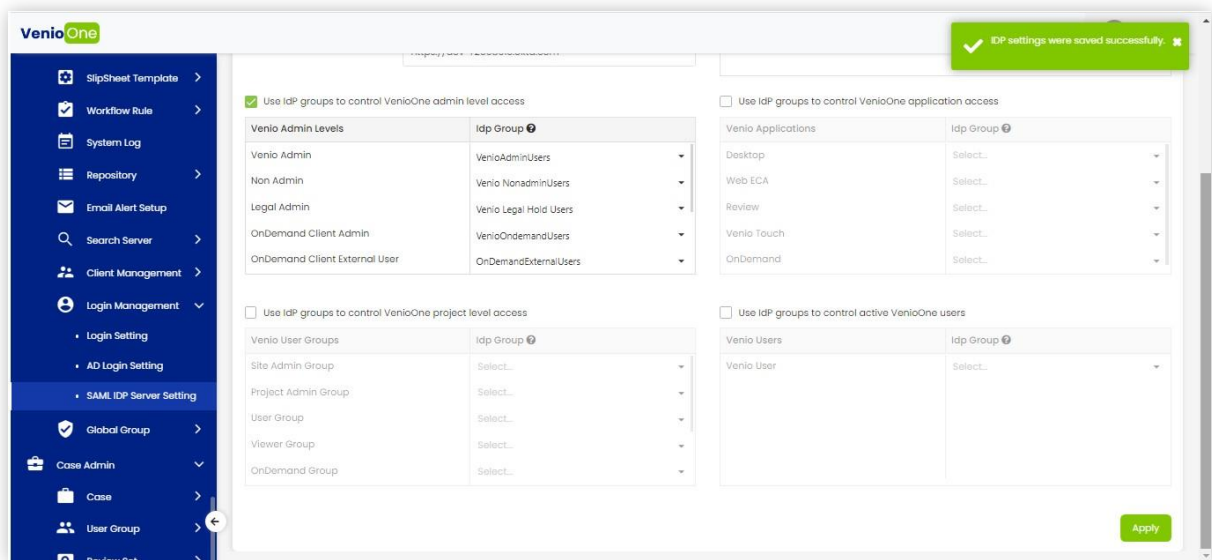 VenioOne
IDP settings were saved successfully.
SlipSheet Template
Workflow Rule
System Log
Repository
Email Alert Setup
Search Server
Client Management
Login Management
• Login Setting
• AD Login Setting
• SAML IDP Server Setting
Global Group
Case Admin
Case
User Group
Use IdP groups to control VenioOne admin level access
Venio Admin Levels Idp Group
Venio Admin VenioAdminUsers
Non Admin Venio NonadminUsers
Legal Admin Venio Legal Hold Users
OnDemand Client Admin VenioOndemandUsers
OnDemand Client External User OnDemandExternalUsers
Use IdP groups to control VenioOne application access
Venio Applications Idp Group
Desktop Select...
Web ECA Select...
Review Select...
Venio Touch Select...
OnDemand Select...
Use IdP groups to control VenioOne project level access
Venio User Groups Idp Group
Site Admin Group Select...
Project Admin Group Select...
User Group Select...
Viewer Group Select...
OnDemand Group Select...
Use IdP groups to control active VenioOne users
Venio Users Idp Group
Venio User Select...
Apply